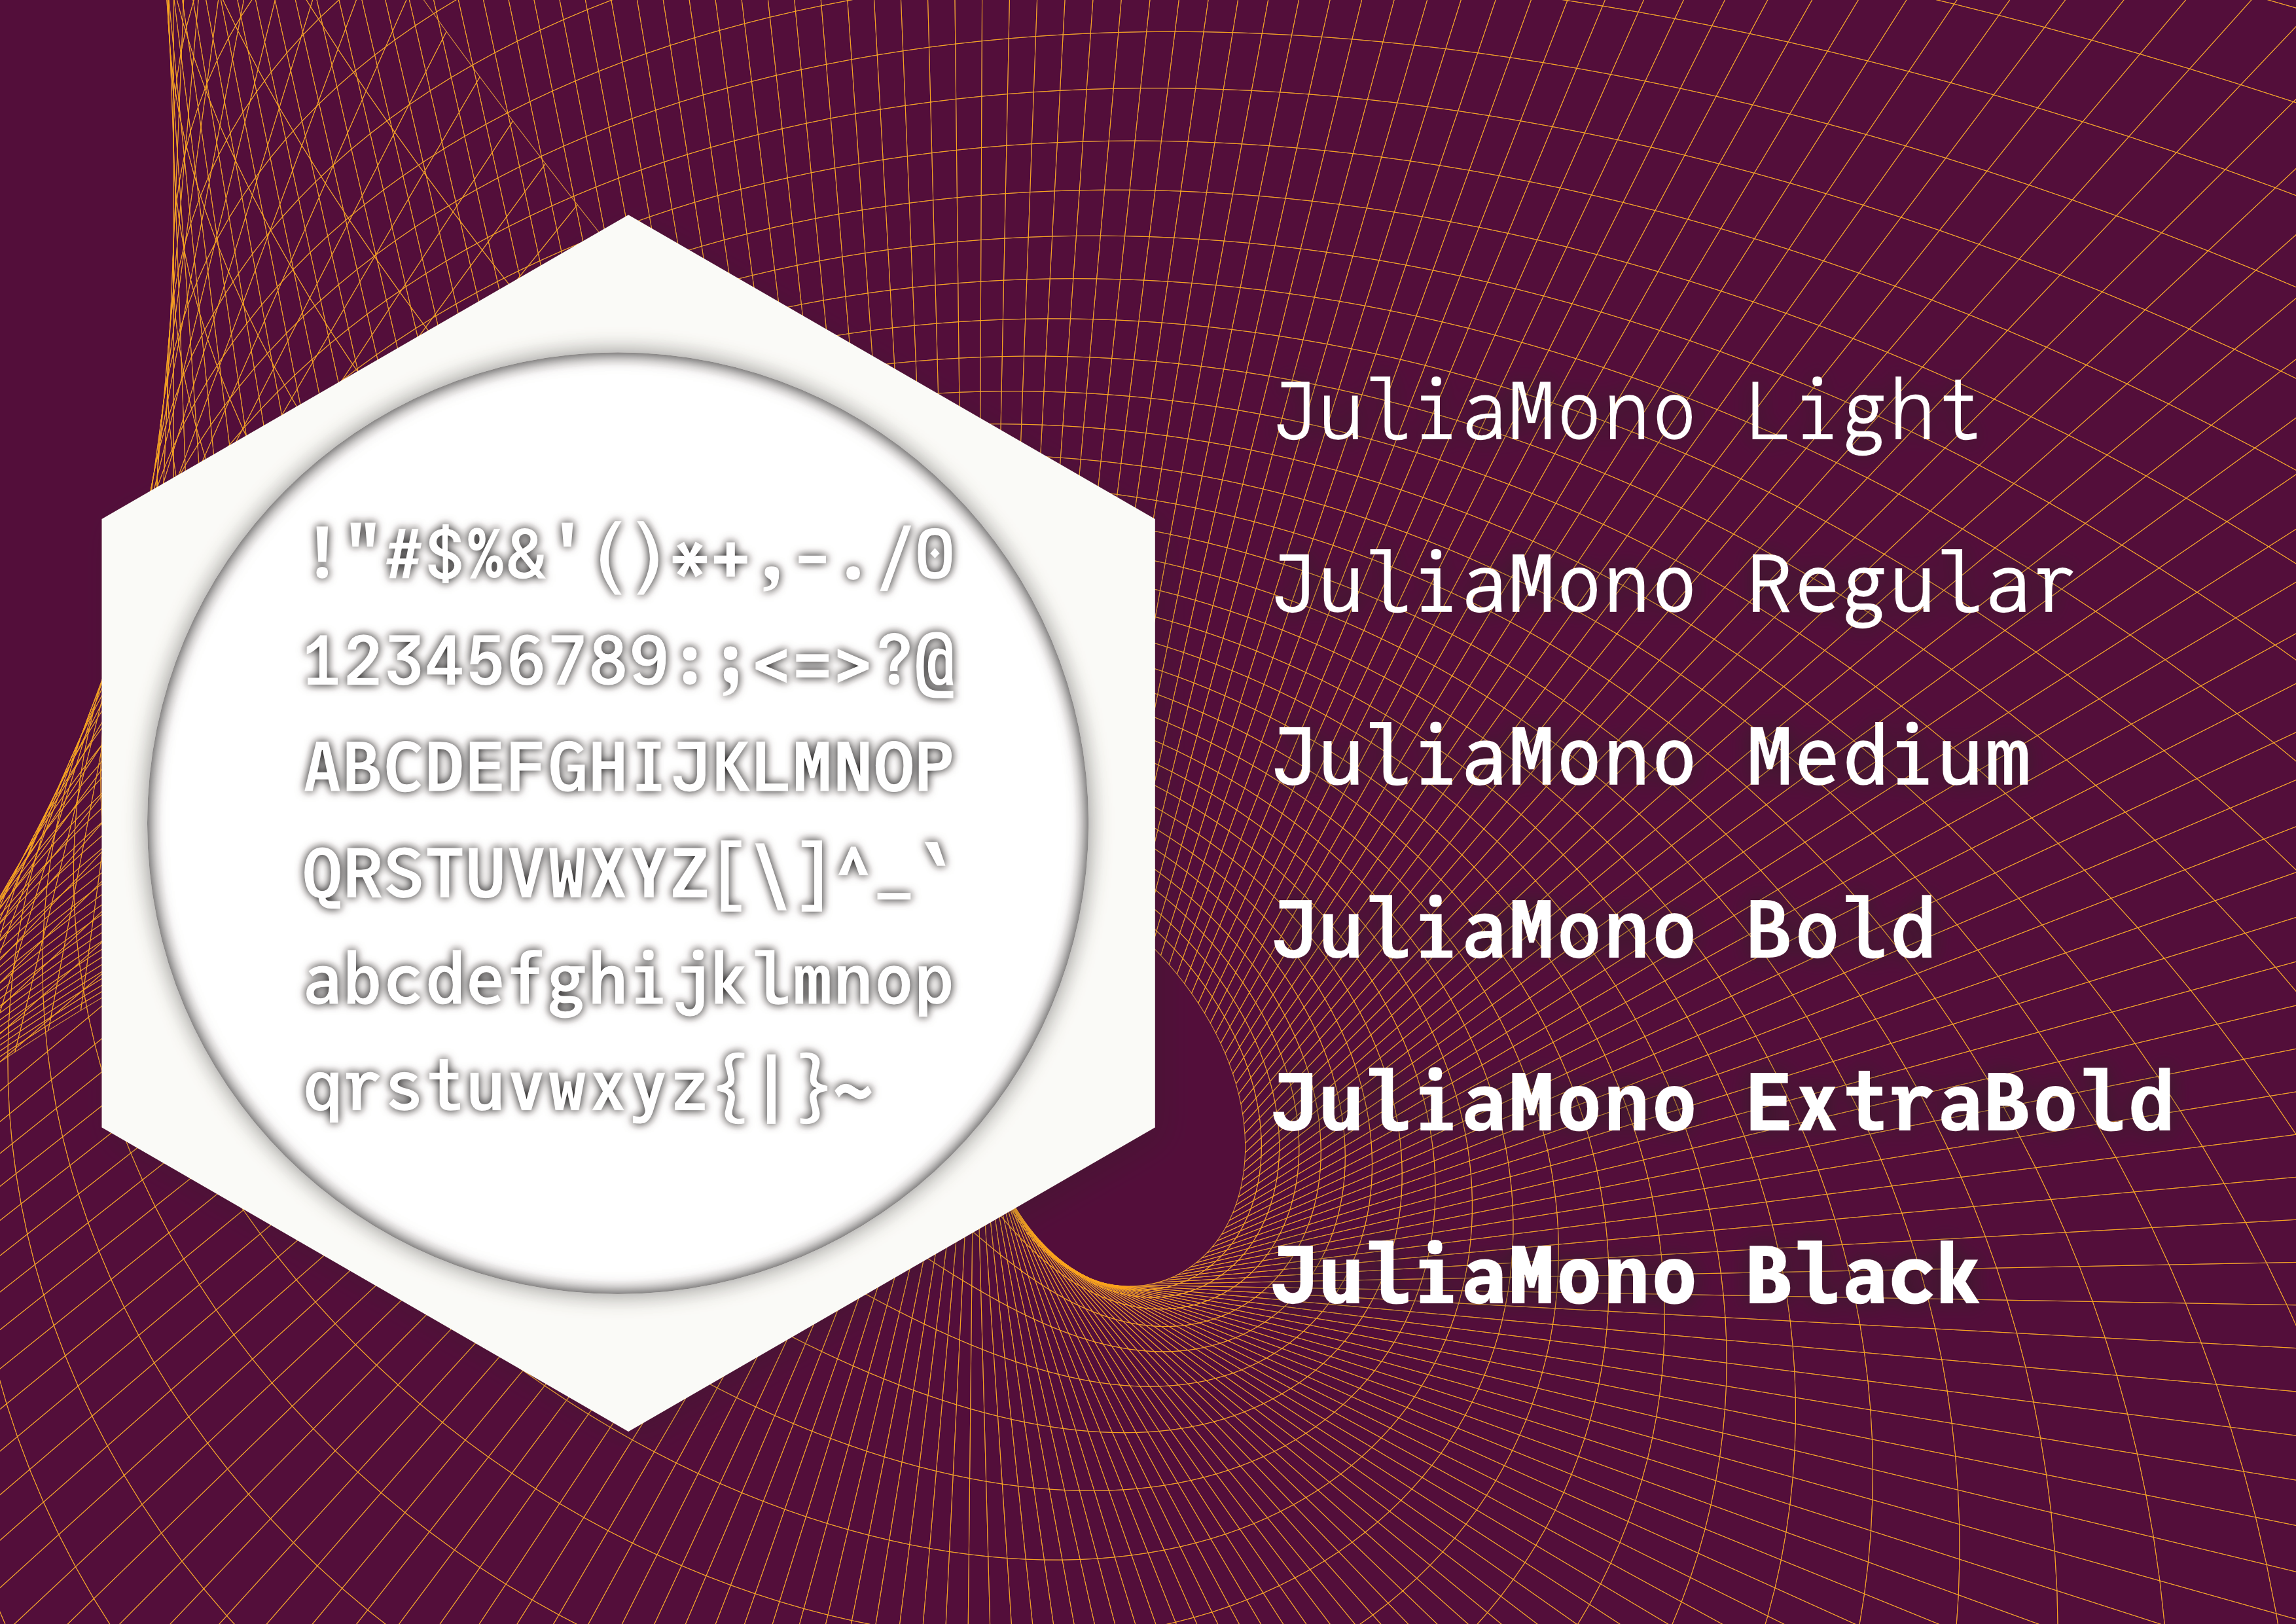 !"#$%&'()*+,-./0
123456789:;<=>?@
ABCDEFGHIJKLMNOP
QRSTUVWXYZ[\]^_`
abcdefghijklmnop
qrstuvwxyz{|}~
JuliaMono Light
JuliaMono Regular
JuliaMono Medium
JuliaMono Bold
JuliaMono ExtraBold
JuliaMono Black